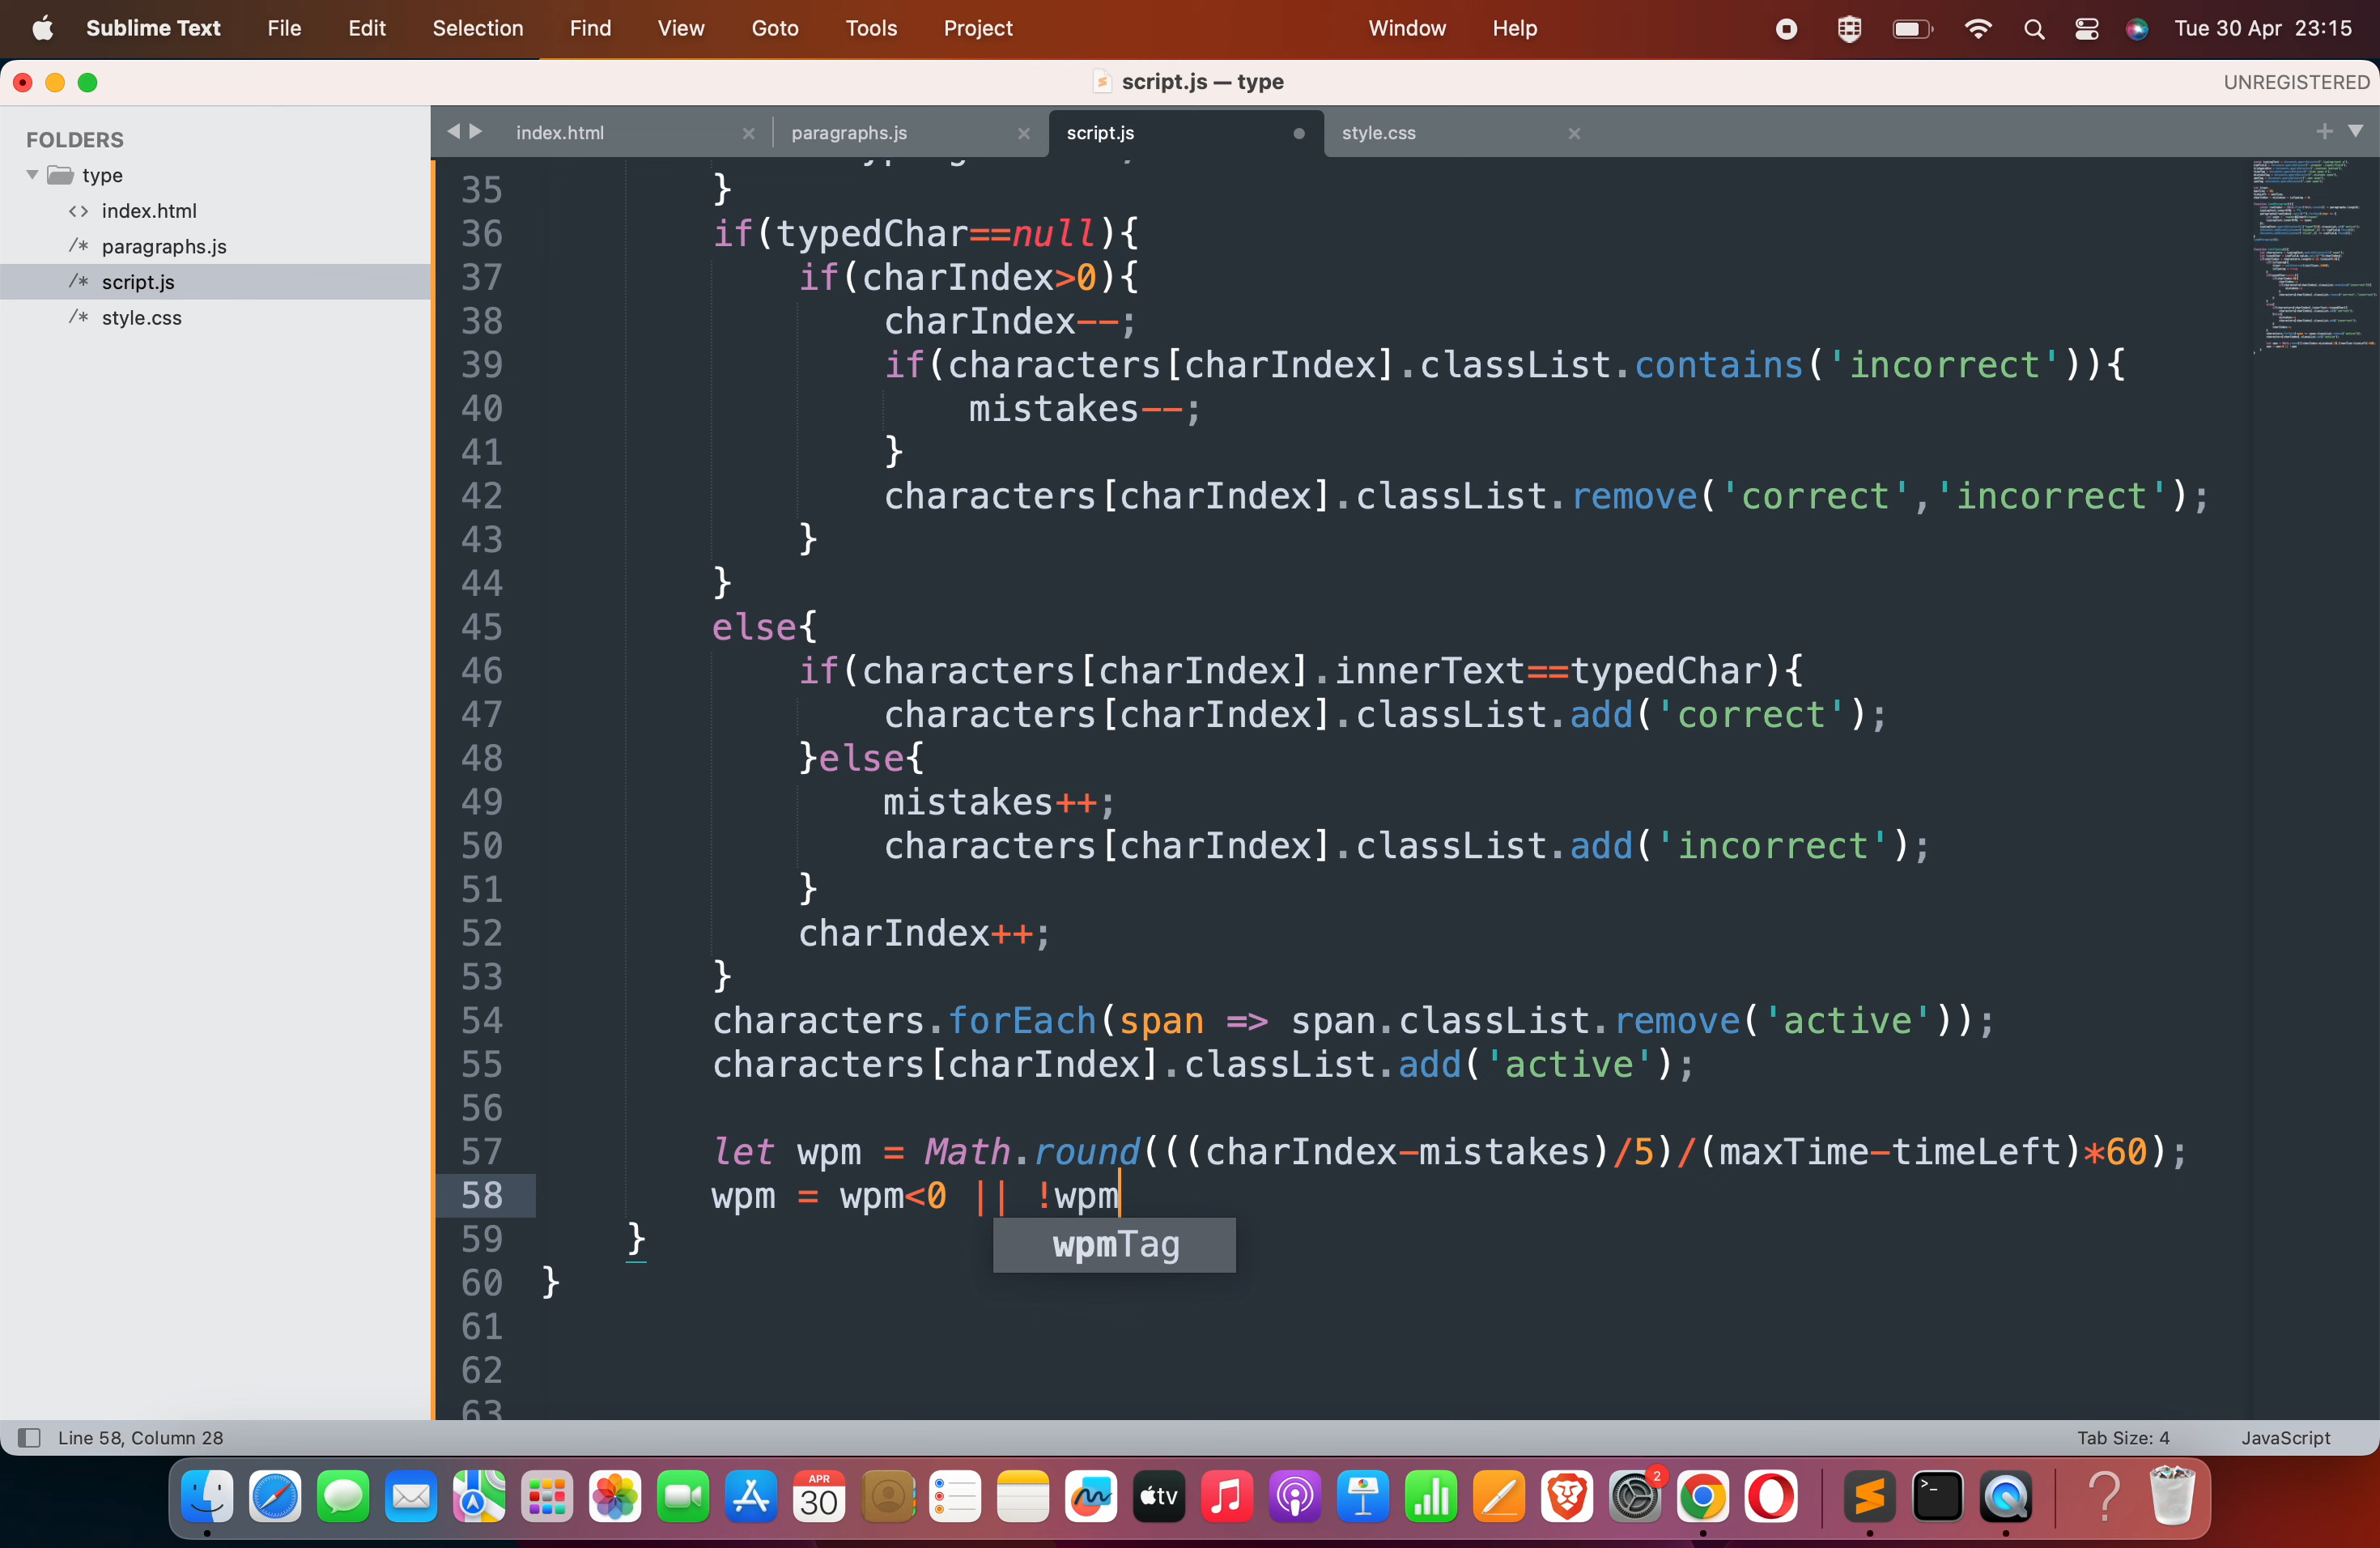 Sublime Text File Edit Selection Find View Goto Tools Project Window Help Tue 30 Apr 23:15
script.js — type UNREGISTERED
FOLDERS
type
index.html
paragraphs.js
script.js
style.css
index.html paragraphs.js script.js style.css
35 }
36 if(typedChar==null){
37 if(charIndex>0){
38 charIndex--;
39 if(characters[charIndex].classList.contains('incorrect')){
40 mistakes--;
41 }
42 characters[charIndex].classList.remove('correct','incorrect');
43 }
44 }
45 else{
46 if(characters[charIndex].innerText==typedChar){
47 characters[charIndex].classList.add('correct');
48 }else{
49 mistakes++;
50 characters[charIndex].classList.add('incorrect');
51 }
52 charIndex++;
53 }
54 characters.forEach(span => span.classList.remove('active'));
55 characters[charIndex].classList.add('active');
56
57 let wpm = Math.round(((charIndex-mistakes)/5)/(maxTime-timeLeft)*60);
58 wpm = wpm<0 || !wpm
59 }
wpmTag
60 }
61
62
63
Line 58, Column 28 Tab Size: 4 JavaScript
APR
30
tv
2